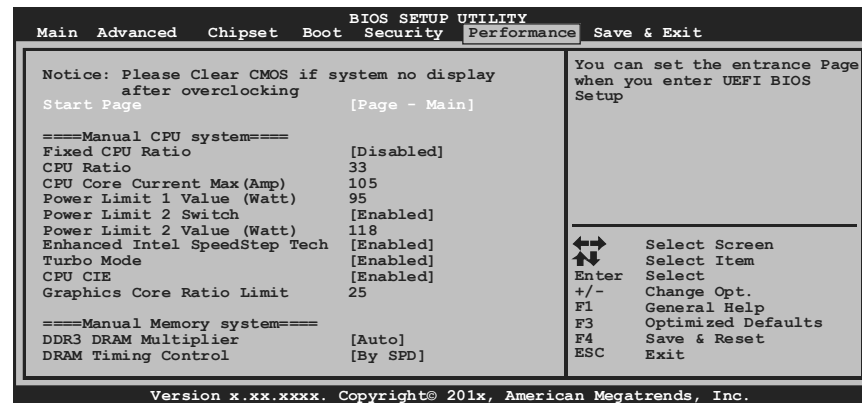 BIOS SETUP UTILITY
Main Advanced Chipset Boot Security Performance Save & Exit
Notice: Please Clear CMOS if system no display
after overclocking
Start Page [Page - Main]
====Manual CPU system====
Fixed CPU Ratio [Disabled]
CPU Ratio 33
CPU Core Current Max(Amp) 105
Power Limit 1 Value (Watt) 95
Power Limit 2 Switch [Enabled]
Power Limit 2 Value (Watt) 118
Enhanced Intel SpeedStep Tech [Enabled]
Turbo Mode [Enabled]
CPU CIE [Enabled]
Graphics Core Ratio Limit 25
====Manual Memory system====
DDR3 DRAM Multiplier [Auto]
DRAM Timing Control [By SPD]
You can set the entrance Page
when you enter UEFI BIOS
Setup
Select Screen
Select Item
Enter Select
+/- Change Opt.
F1 General Help
F3 Optimized Defaults
F4 Save & Reset
ESC Exit
Version x.xx.xxxx. Copyright© 201x, American Megatrends, Inc.